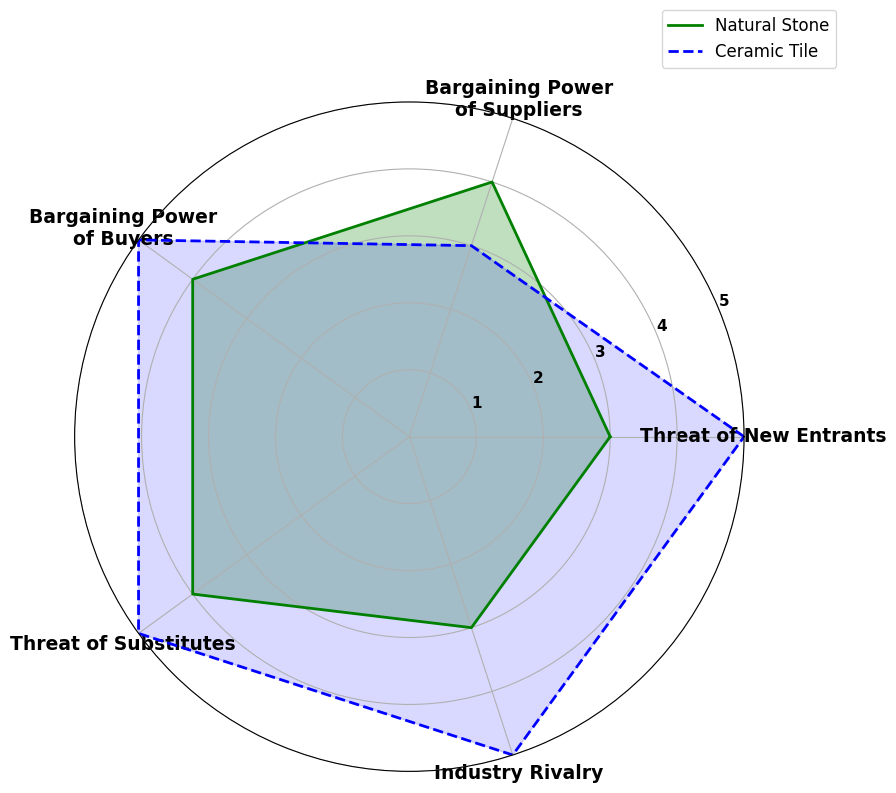 Natural Stone
Ceramic Tile
Bargaining Power
of Suppliers
Bargaining Power
of Buyers
5
4
3
2
1
Threat of New Entrants
Threat of Substitutes
Industry Rivalry